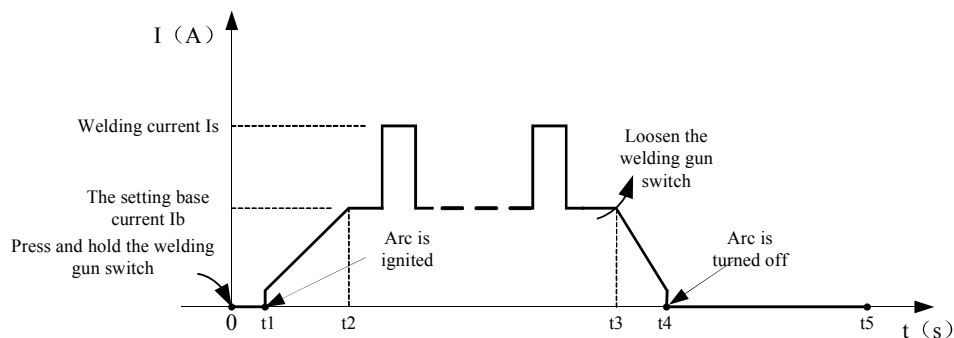 I（A）
Welding current Is
Loosen the
welding gun
switch
The setting base
current Ib
Press and hold the welding
gun switch
Arc is
ignited
Arc is
turned off
0
t1
t2
t3
t4
t5
t（s）